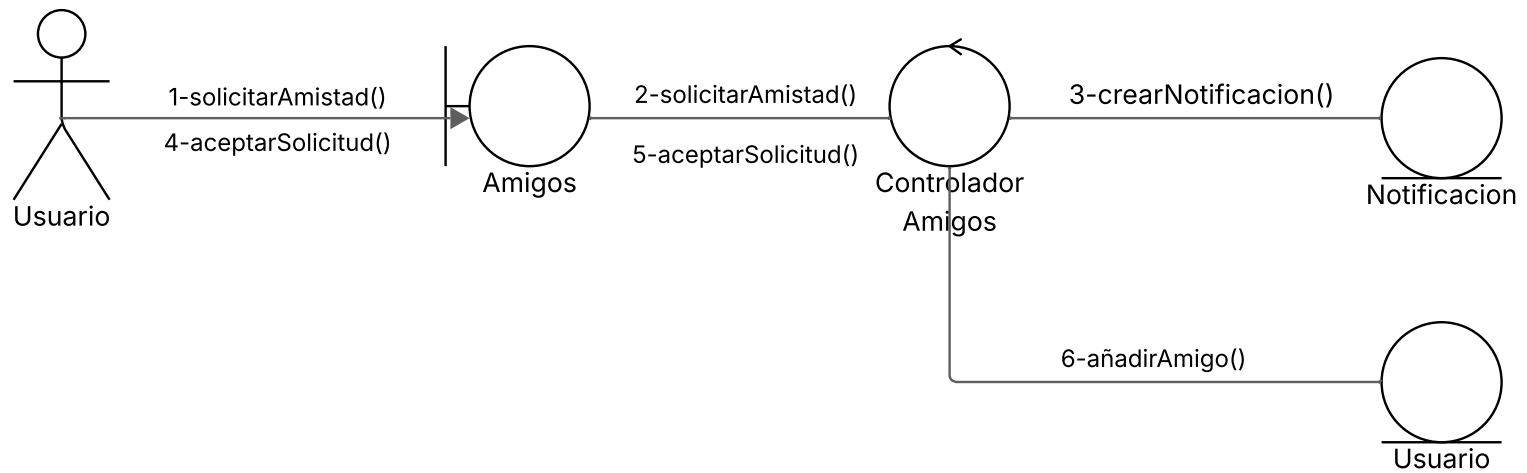 1-solicitarAmistad()
4-aceptarSolicitud()
Usuario
2-solicitarAmistad()
5-aceptarSolicitud()
Amigos
Controlador
Amigos
3-crearNotificacion()
Notificacion
6-añadirAmigo()
Usuario